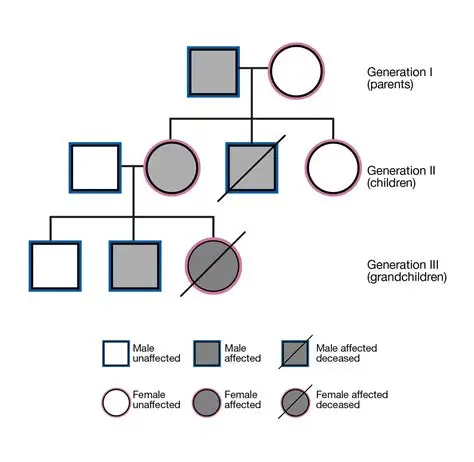 Generation I
(parents)
Generation II
(children)
Generation III
(grandchildren)
Male
unaffected
Male
affected
Male affected
deceased
Female
unaffected
Female
affected
Female affected
deceased